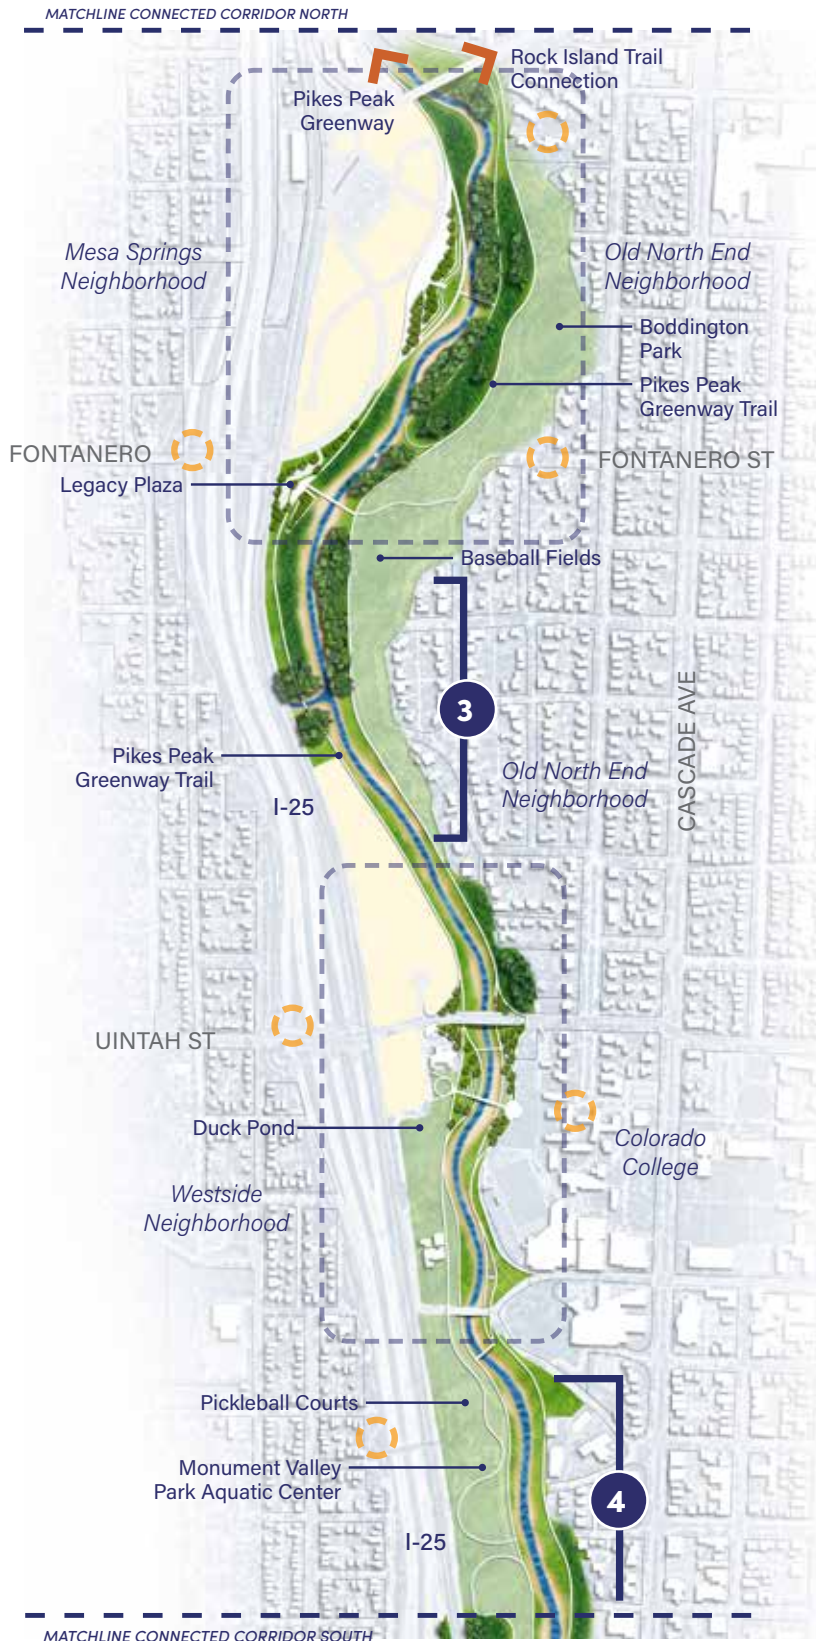 MATCHLINE CONNECTED CORRIDOR NORTH
Rock Island Trail
Connection
Pikes Peak
Greenway
Mesa Springs
Neighborhood
Old North End
Neighborhood
Boddington
Park
Pikes Peak
Greenway Trail
FONTANERO
FONTANERO ST
Legacy Plaza
Baseball Fields
3
CASCADE AVE
Pikes Peak
Greenway Trail
Old North End
Neighborhood
I-25
UINTAH ST
Duck Pond
Colorado
College
Westside
Neighborhood
Pickleball Courts
Monument Valley
Park Aquatic Center
4
I-25
MATCHLINE CONNECTED CORRIDOR SOUTH